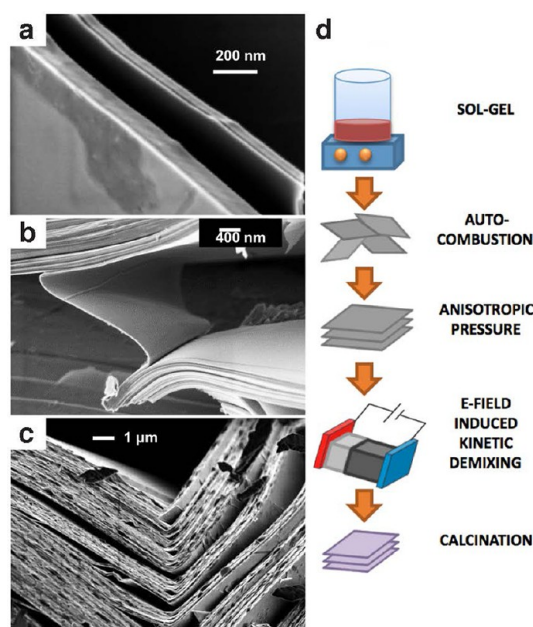 a
200 nm
b
400 nm
c
1 µm
d
SOL-GEL
AUTO-
COMBUSTION
ANISOTROPIC
PRESSURE
E-FIELD
INDUCED
KINETIC
DEMIXING
CALCINATION